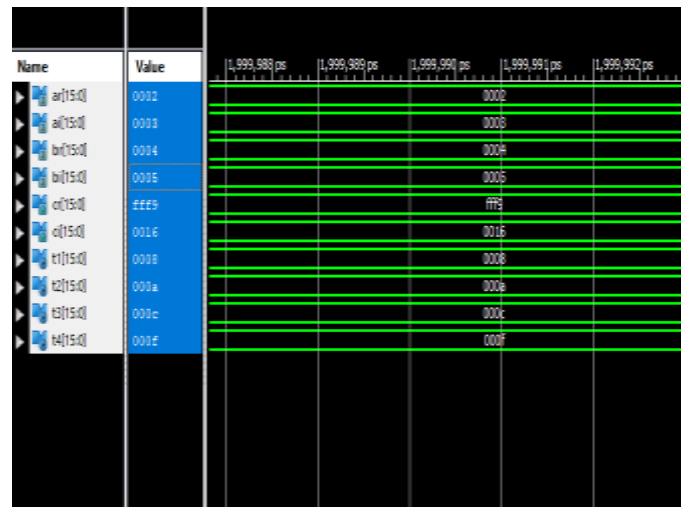 Name Value 1,999,988 ps 1,999,989 ps 1,999,990 ps 1,999,991 ps 1,999,992 ps
ar[15:0] 0002 0002
ai[15:0] 0003 0003
br[15:0] 0004 0004
bi[15:0] 0005 0005
cr[15:0] fff9 fff9
ci[15:0] 0016 0016
t1[15:0] 0008 0008
t2[15:0] 000a 000a
t3[15:0] 000c 000c
t4[15:0] 000f 000f